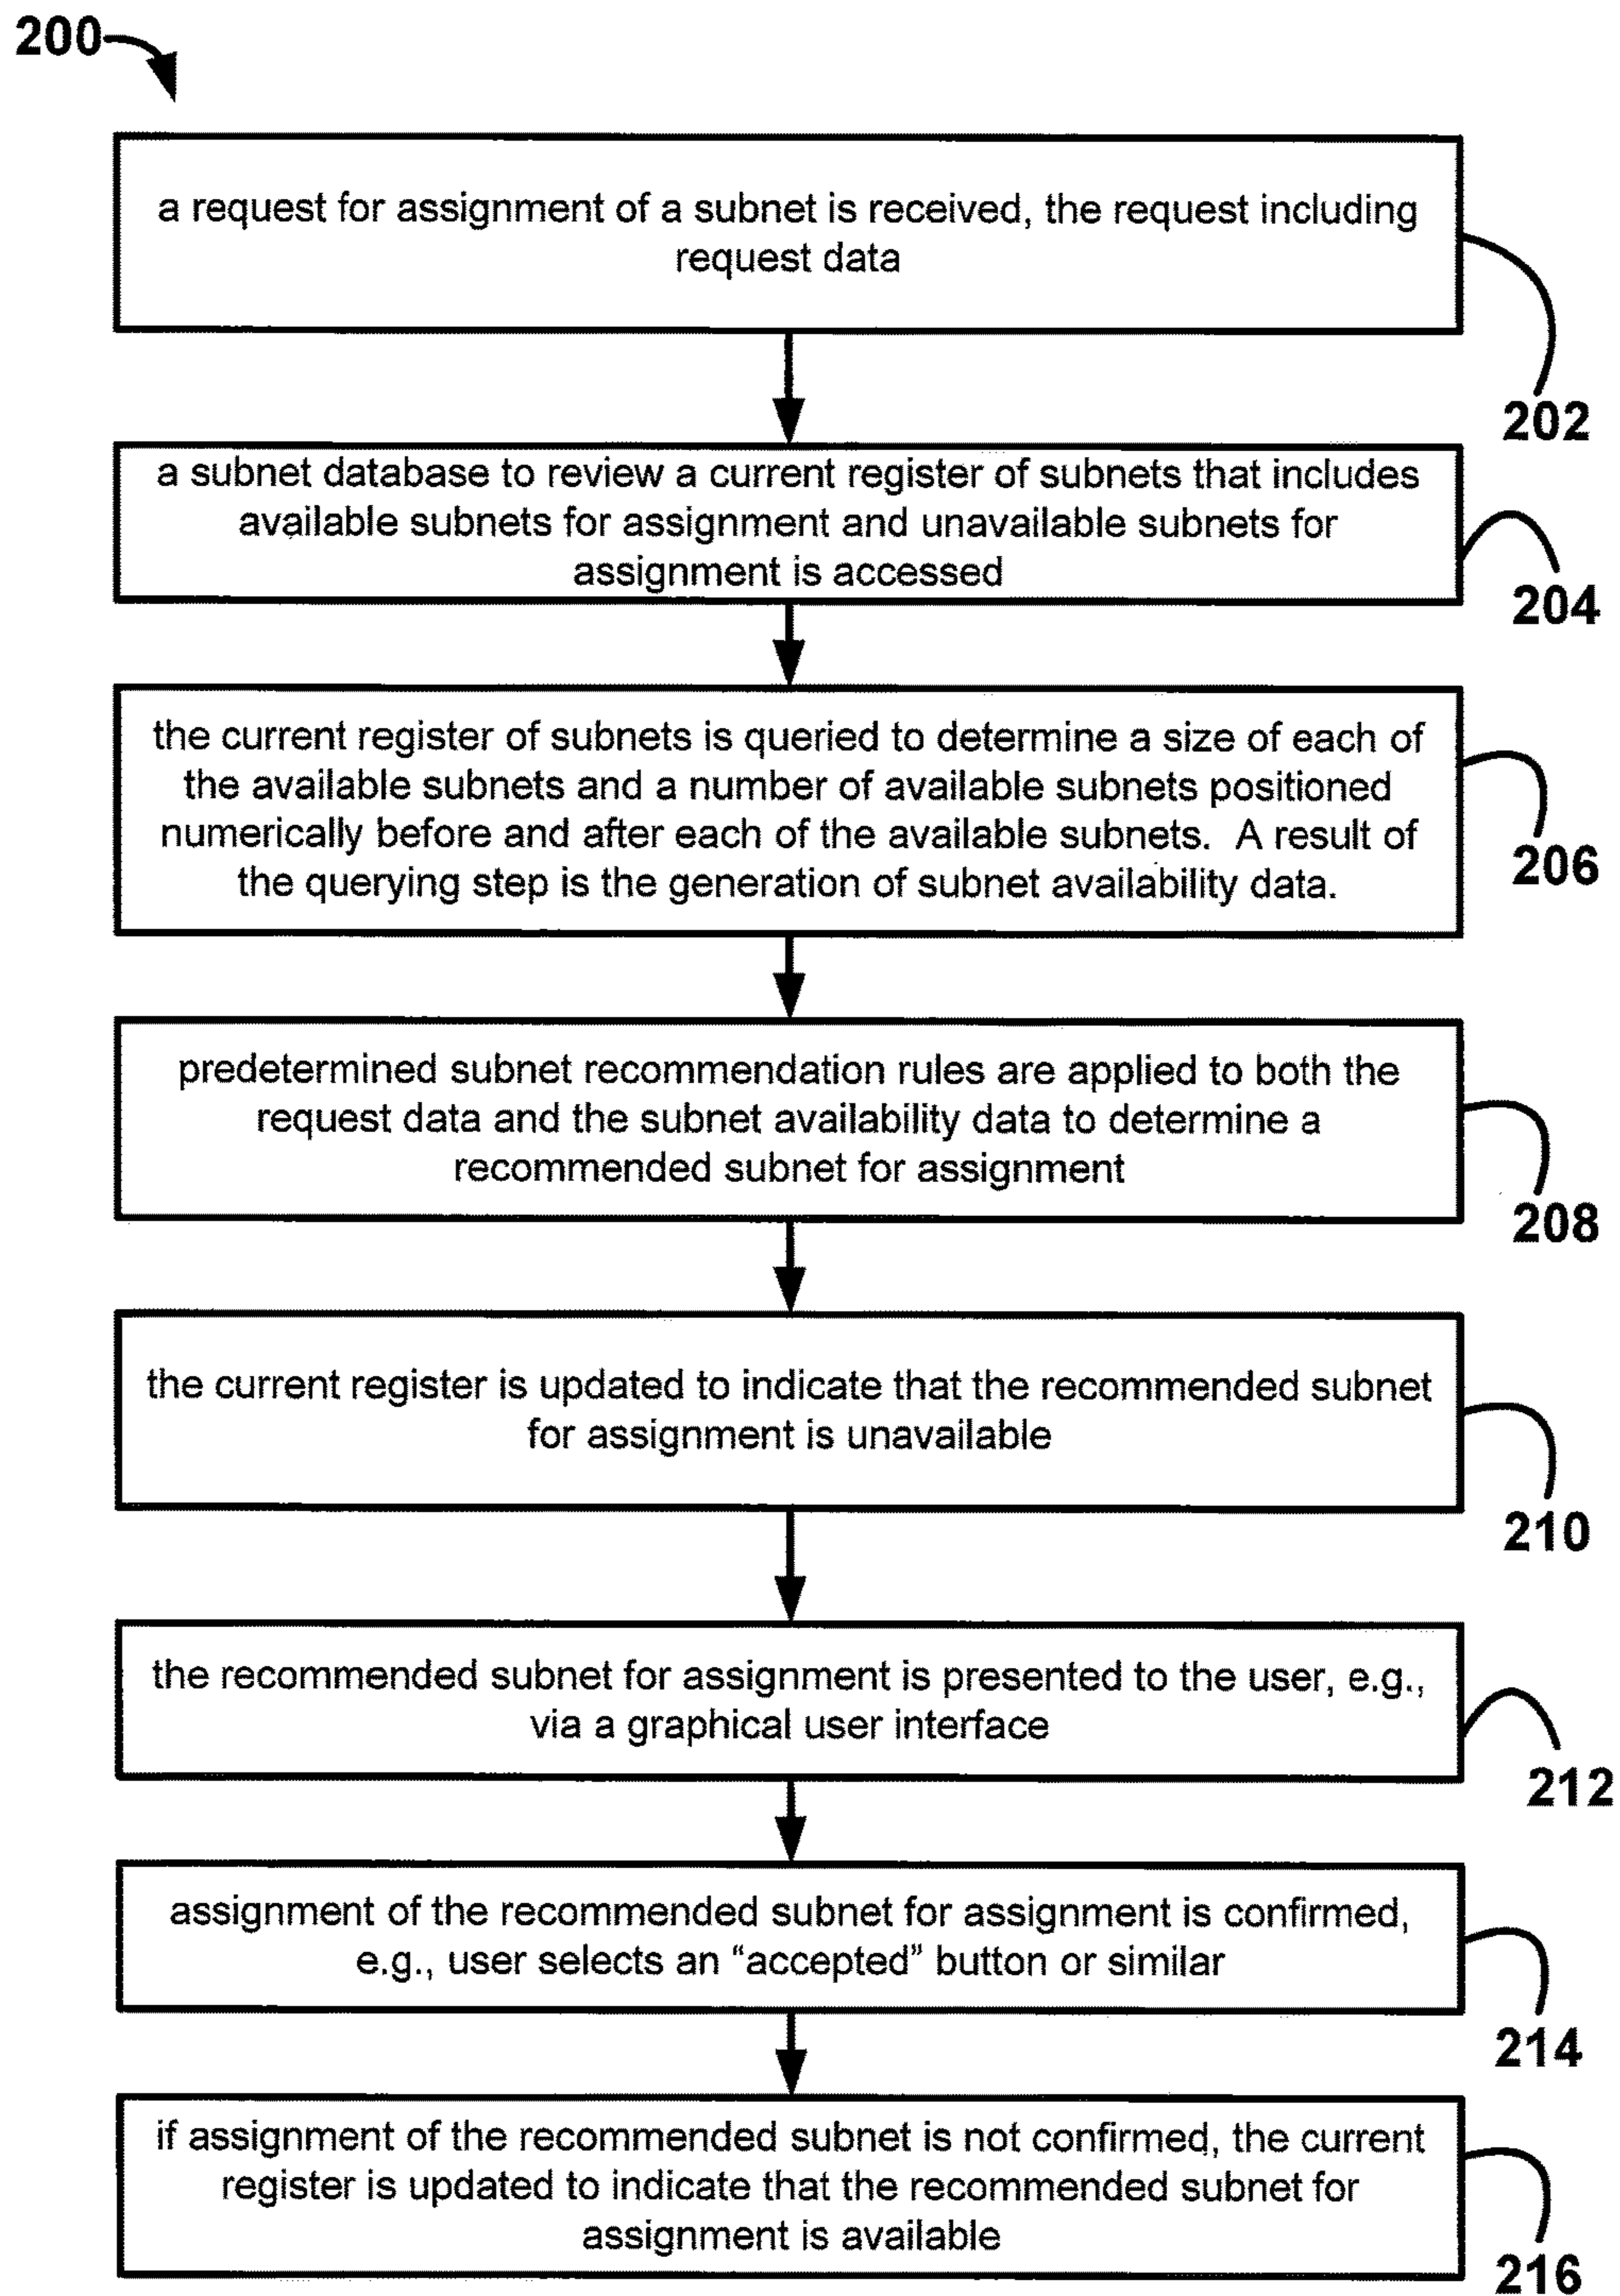 200
a request for assignment of a subnet is received, the request including
request data
202
a subnet database to review a current register of subnets that includes
available subnets for assignment and unavailable subnets for
assignment is accessed
204
the current register of subnets is queried to determine a size of each of
the available subnets and a number of available subnets positioned
numerically before and after each of the available subnets.  A result of
the querying step is the generation of subnet availability data.
206
predetermined subnet recommendation rules are applied to both the
request data and the subnet availability data to determine a
recommended subnet for assignment
208
the current register is updated to indicate that the recommended subnet
for assignment is unavailable
210
the recommended subnet for assignment is presented to the user, e.g.,
via a graphical user interface
212
assignment of the recommended subnet for assignment is confirmed,
e.g., user selects an “accepted” button or similar
214
if assignment of the recommended subnet is not confirmed, the current
register is updated to indicate that the recommended subnet for
assignment is available
216